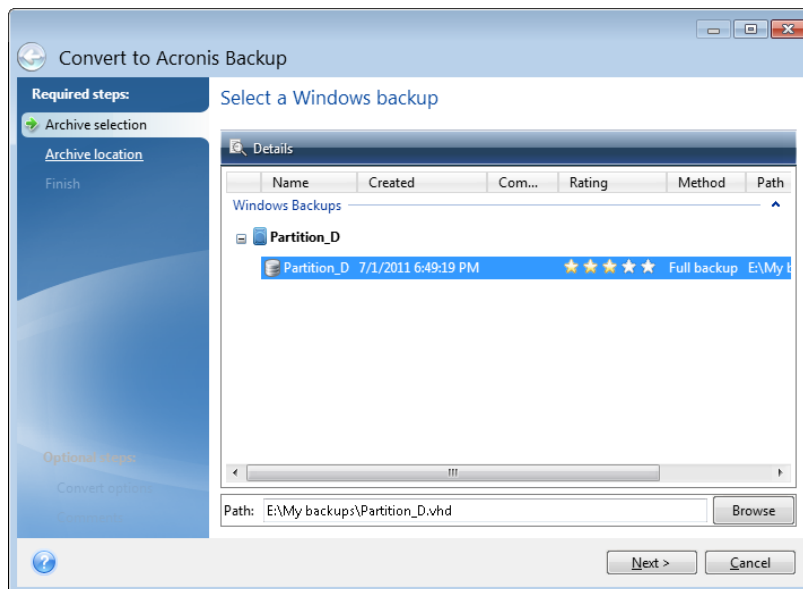 Convert to Acronis Backup
Required steps:
Archive selection
Archive location
Finish
Optional steps:
Convert options
Select a Windows backup
Details
Name Created Com... Rating Method Path
Windows Backups
Partition_D
Partition_D 7/1/2011 6:49:19 PM Full backup E:\My b
Path: E:\My backups\Partition_D.vhd Browse
Next > Cancel